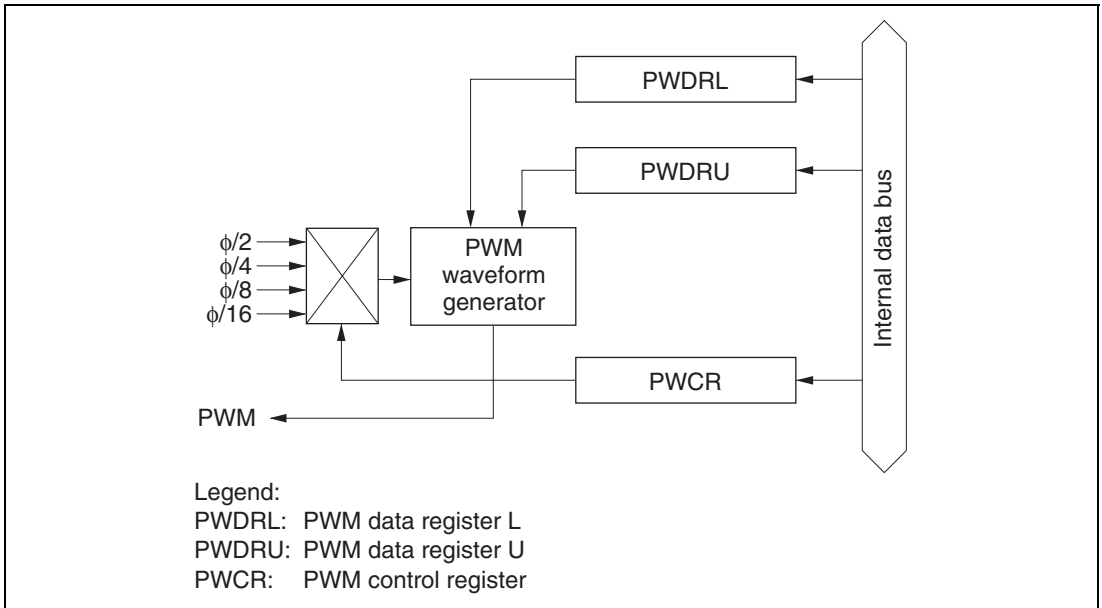 PWDRL
PWDRU
Internal data bus
φ/2
φ/4
φ/8
φ/16
PWM
waveform
generator
PWCR
PWM
Legend:
PWDRL: PWM data register L
PWDRU: PWM data register U
PWCR: PWM control register